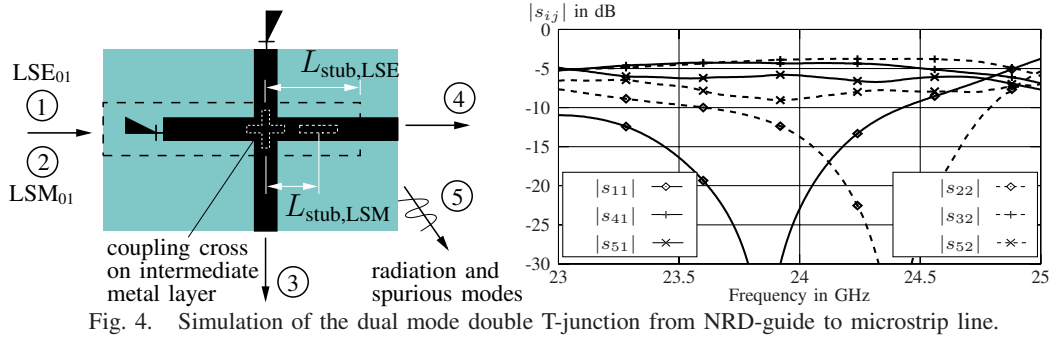 LSE01
①
②
LSM01
Lstub,LSE
④
⑤
Lstub,LSM
coupling cross
on intermediate
metal layer
③
radiation and
spurious modes
|sij| in dB
0
-5
-10
-15
-20
-25
-30
|s11|
|s41|
|s51|
|s22|
|s32|
|s52|
23
23.5
24
24.5
25
Frequency in GHz
Fig. 4. Simulation of the dual mode double T-junction from NRD-guide to microstrip line.